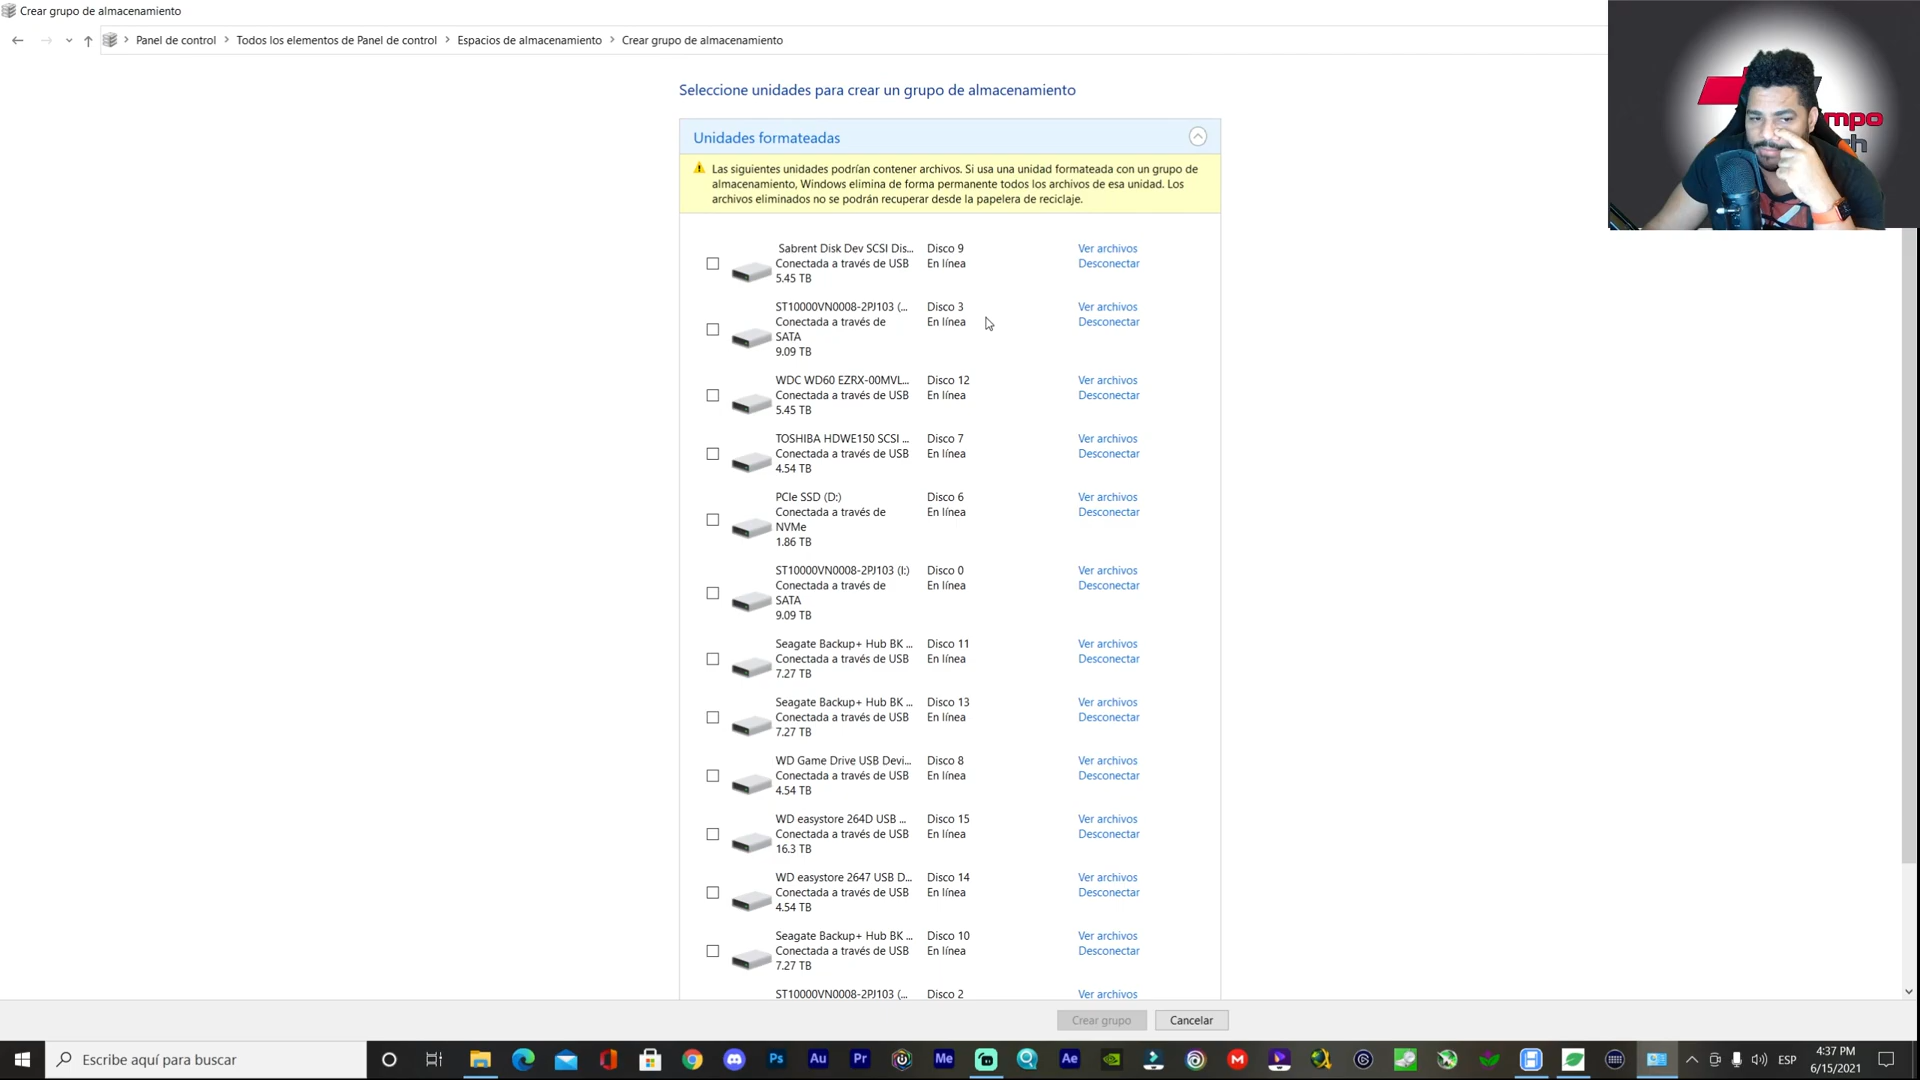 Crear grupo de almacenamiento
Panel de control > Todos los elementos de Panel de control > Espacios de almacenamiento > Crear grupo de almacenamiento
mpo
h
Seleccione unidades para crear un grupo de almacenamiento
Unidades formateadas
Las siguientes unidades podrían contener archivos. Si usa una unidad formateada con un grupo de
almacenamiento, Windows elimina de forma permanente todos los archivos de esa unidad. Los
archivos eliminados no se podrán recuperar desde la papelera de reciclaje.
Sabrent Disk Dev SCSI Dis... Disco 9 Ver archivos
Conectada a través de USB En línea Desconectar
5.45 TB
ST10000VN0008-2PJ103 (... Disco 3 Ver archivos
Conectada a través de En línea Desconectar
SATA
9.09 TB
WDC WD60 EZRX-00MVL... Disco 12 Ver archivos
Conectada a través de USB En línea Desconectar
5.45 TB
TOSHIBA HDWE150 SCSI ... Disco 7 Ver archivos
Conectada a través de USB En línea Desconectar
4.54 TB
PCIe SSD (D:) Disco 6 Ver archivos
Conectada a través de En línea Desconectar
NVMe
1.86 TB
ST10000VN0008-2PJ103 (I:) Disco 0 Ver archivos
Conectada a través de En línea Desconectar
SATA
9.09 TB
Seagate Backup+ Hub BK ... Disco 11 Ver archivos
Conectada a través de USB En línea Desconectar
7.27 TB
Seagate Backup+ Hub BK ... Disco 13 Ver archivos
Conectada a través de USB En línea Desconectar
7.27 TB
WD Game Drive USB Devi... Disco 8 Ver archivos
Conectada a través de USB En línea Desconectar
4.54 TB
WD easystore 264D USB ... Disco 15 Ver archivos
Conectada a través de USB En línea Desconectar
16.3 TB
WD easystore 2647 USB D... Disco 14 Ver archivos
Conectada a través de USB En línea Desconectar
4.54 TB
Seagate Backup+ Hub BK ... Disco 10 Ver archivos
Conectada a través de USB En línea Desconectar
7.27 TB
ST10000VN0008-2PJ103 (... Disco 2 Ver archivos
Crear grupo Cancelar
Escribe aquí para buscar
Ps Au Pr Me Ae M
ESP
4:37 PM
6/15/2021